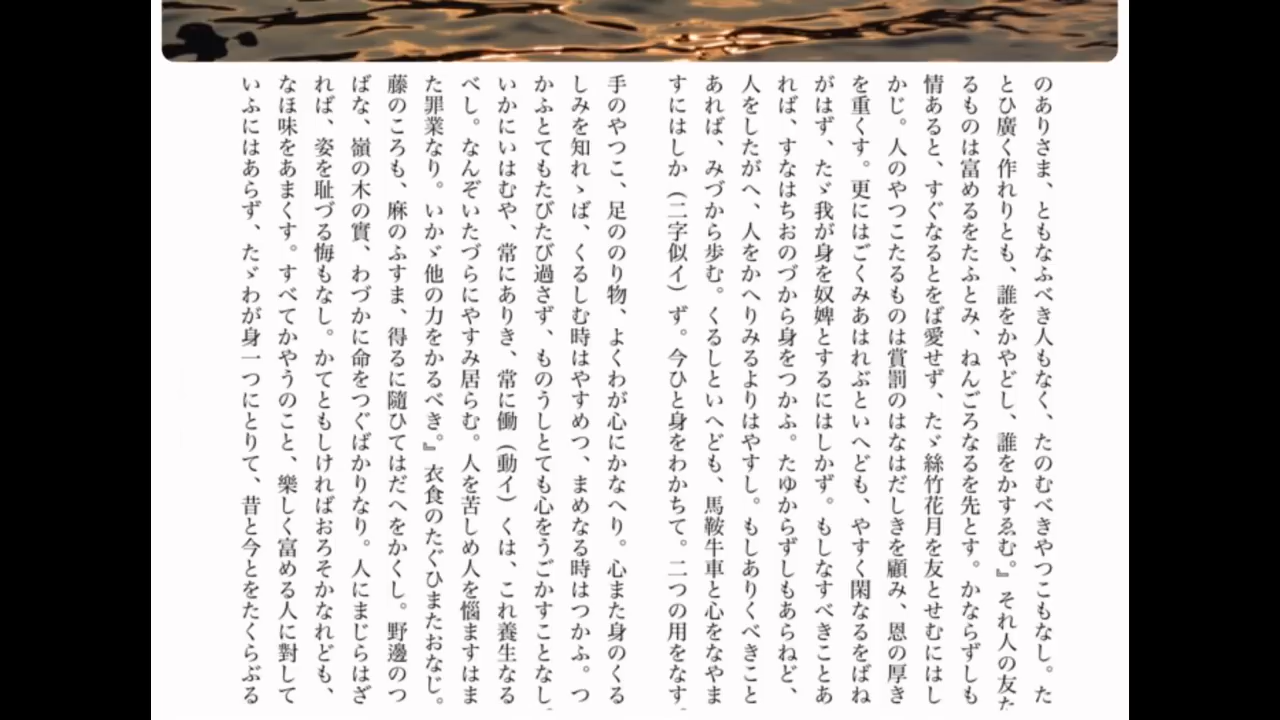 のありさま、ともなふべき人もなく、たのむべきやつこもなし。た
とひ廣く作れりとも、誰をかやどし、誰をかすゑむ。』それ人の友た
るものは富めるをたふとみ、ねんごろなるを先とす。かならずしも
情あると、すぐなるとをば愛せず、たゞ絲竹花月を友とせむにはし
かじ。人のやつこたるものは賞罰のはなはだしきを顧み、恩の厚き
を重くす。更にはごくみあはれぶといへども、やすく閑なるをばね
がはず、たゞ我が身を奴婢とするにはしかず。もしなすべきことあ
れば、すなはちおのづから身をつかふ。たゆからずしもあらねど、
人をしたがへ、人をかへりみるよりはやすし。もしありくべきこと
あれば、みづから歩む。くるしといへども、馬鞍牛車と心をなやま
すにはしか（二字似イ）ず。今ひと身をわかちて。二つの用をなす。
手のやつこ、足ののり物、よくわが心にかなへり。心また身のくる
しみを知れゝば、くるしむ時はやすめつ、まめなる時はつかふ。つ
かふとてもたびたび過さず、ものうしとても心をうごかすことなし。
いかにいはむや、常にありき、常に働（動イ）くは、これ養生なる
べし。なんぞいたづらにやすみ居らむ。人を苦しめ人を惱ますはま
た罪業なり。いかゞ他の力をかるべき。』衣食のたぐひまたおなじ。
藤のころも、麻のふすま、得るに隨ひてはだへをかくし。野邊のつ
ばな、嶺の木の實、わづかに命をつぐばかりなり。人にまじらはざ
れば、姿を耻づる悔もなし。かてともしければおろそかなれども、
なほ味をあまくす。すべてかやうのこと、樂しく富める人に對して
いふにはあらず、たゞわが身一つにとりて、昔と今とをたくらぶる